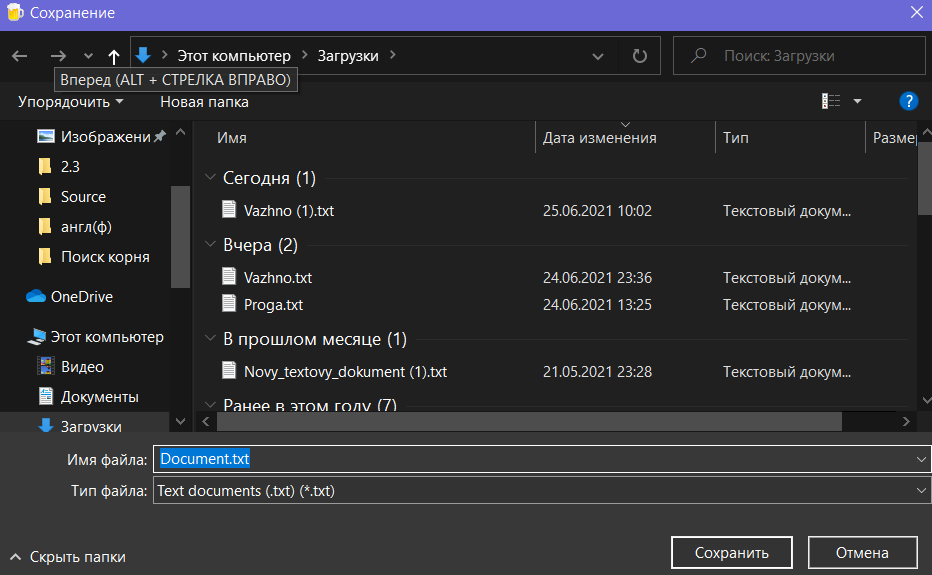 Сохранение
Этот компьютер
Загрузки
Поиск: Загрузки
Вперед (ALT + СТРЕЛКА ВПРАВО)
Упорядочить
Новая папка
?
Изображени
2.3
Source
англ(ф)
Поиск корня
OneDrive
Этот компьютер
Видео
Документы
Загрузки
Имя Дата изменения Тип Размер
Сегодня (1)
Vazhno (1).txt 25.06.2021 10:02 Текстовый докум...
Вчера (2)
Vazhno.txt 24.06.2021 23:36 Текстовый докум...
Proga.txt 24.06.2021 13:25 Текстовый докум...
В прошлом месяце (1)
Novy_textovy_dokument (1).txt 21.05.2021 23:28 Текстовый докум...
Ранее в этом году (7)
Имя файла: Document.txt
Тип файла: Text documents (.txt) (*.txt)
Скрыть папки
Сохранить
Отмена